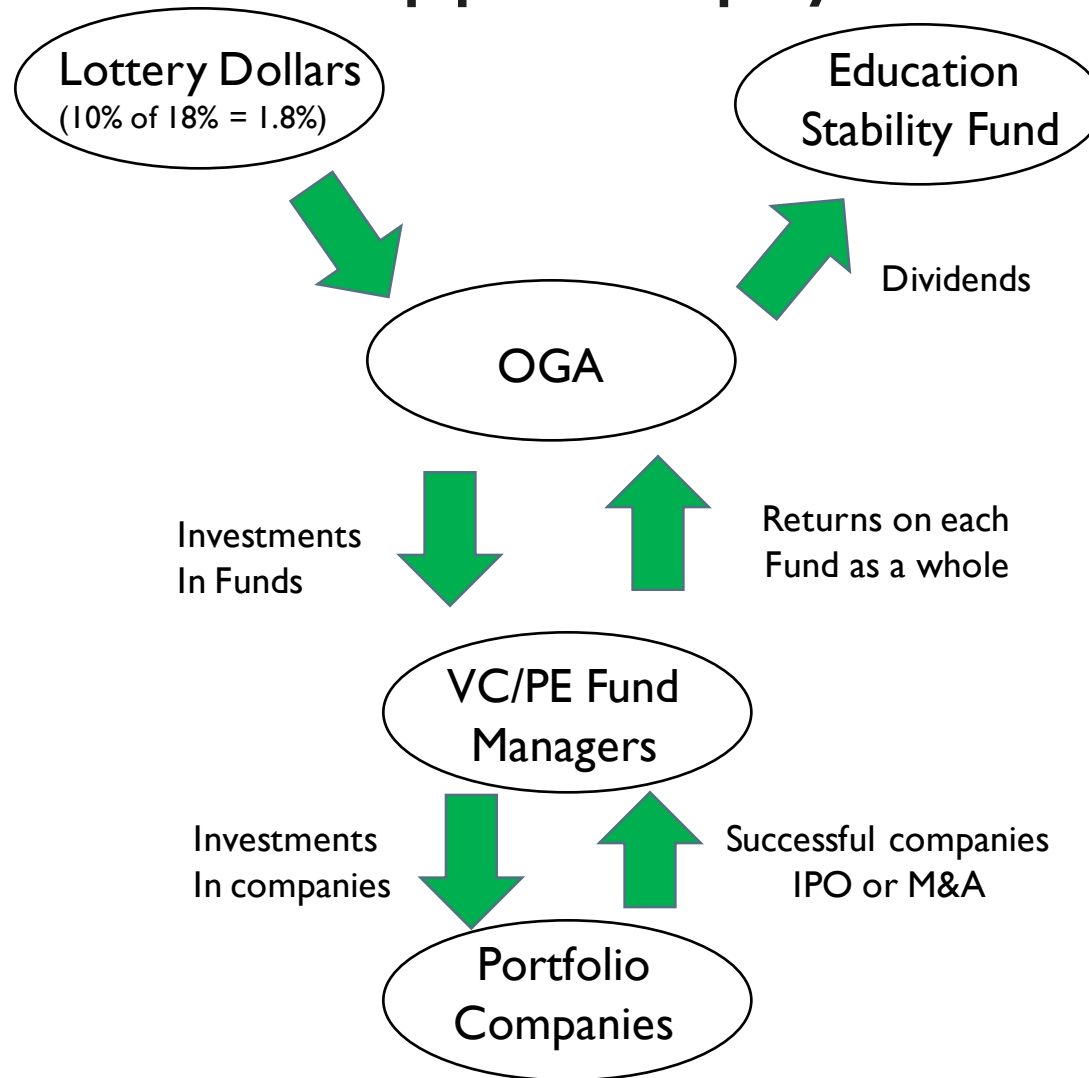 Lottery Dollars
(10% of 18% = 1.8%)
Education
Stability Fund
Dividends
OGA
Investments
In Funds
Returns on each
Fund as a whole
VC/PE Fund
Managers
Investments
In companies
Successful companies
IPO or M&A
Portfolio
Companies